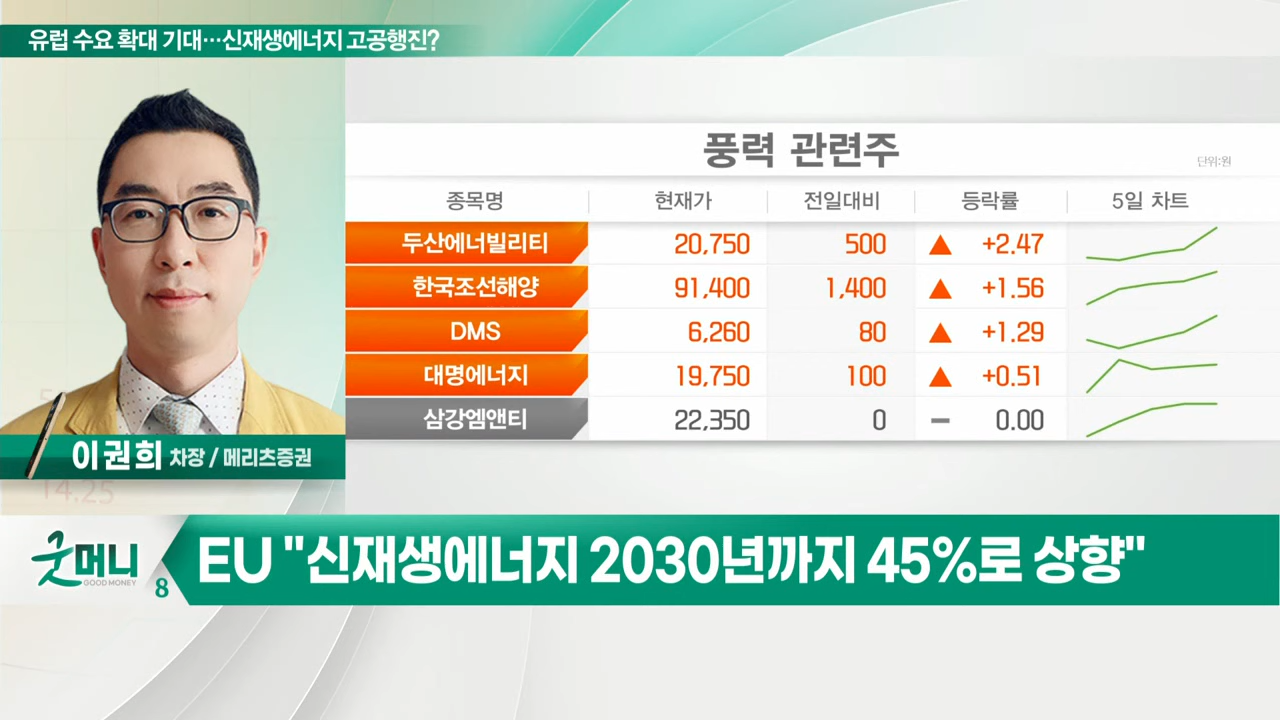 유럽 수요 확대 기대…신재생에너지 고공행진?
풍력 관련주
단위:원
종목명 현재가 전일대비 등락률 5일 차트
두산에너빌리티 20,750 500 ▲ +2.47
한국조선해양 91,400 1,400 ▲ +1.56
DMS 6,260 80 ▲ +1.29
대명에너지 19,750 100 ▲ +0.51
삼강엠앤티 22,350 0 - 0.00
이권희 차장 / 메리츠증권
14.25
굿머니
GOOD MONEY
8
EU "신재생에너지 2030년까지 45%로 상향"